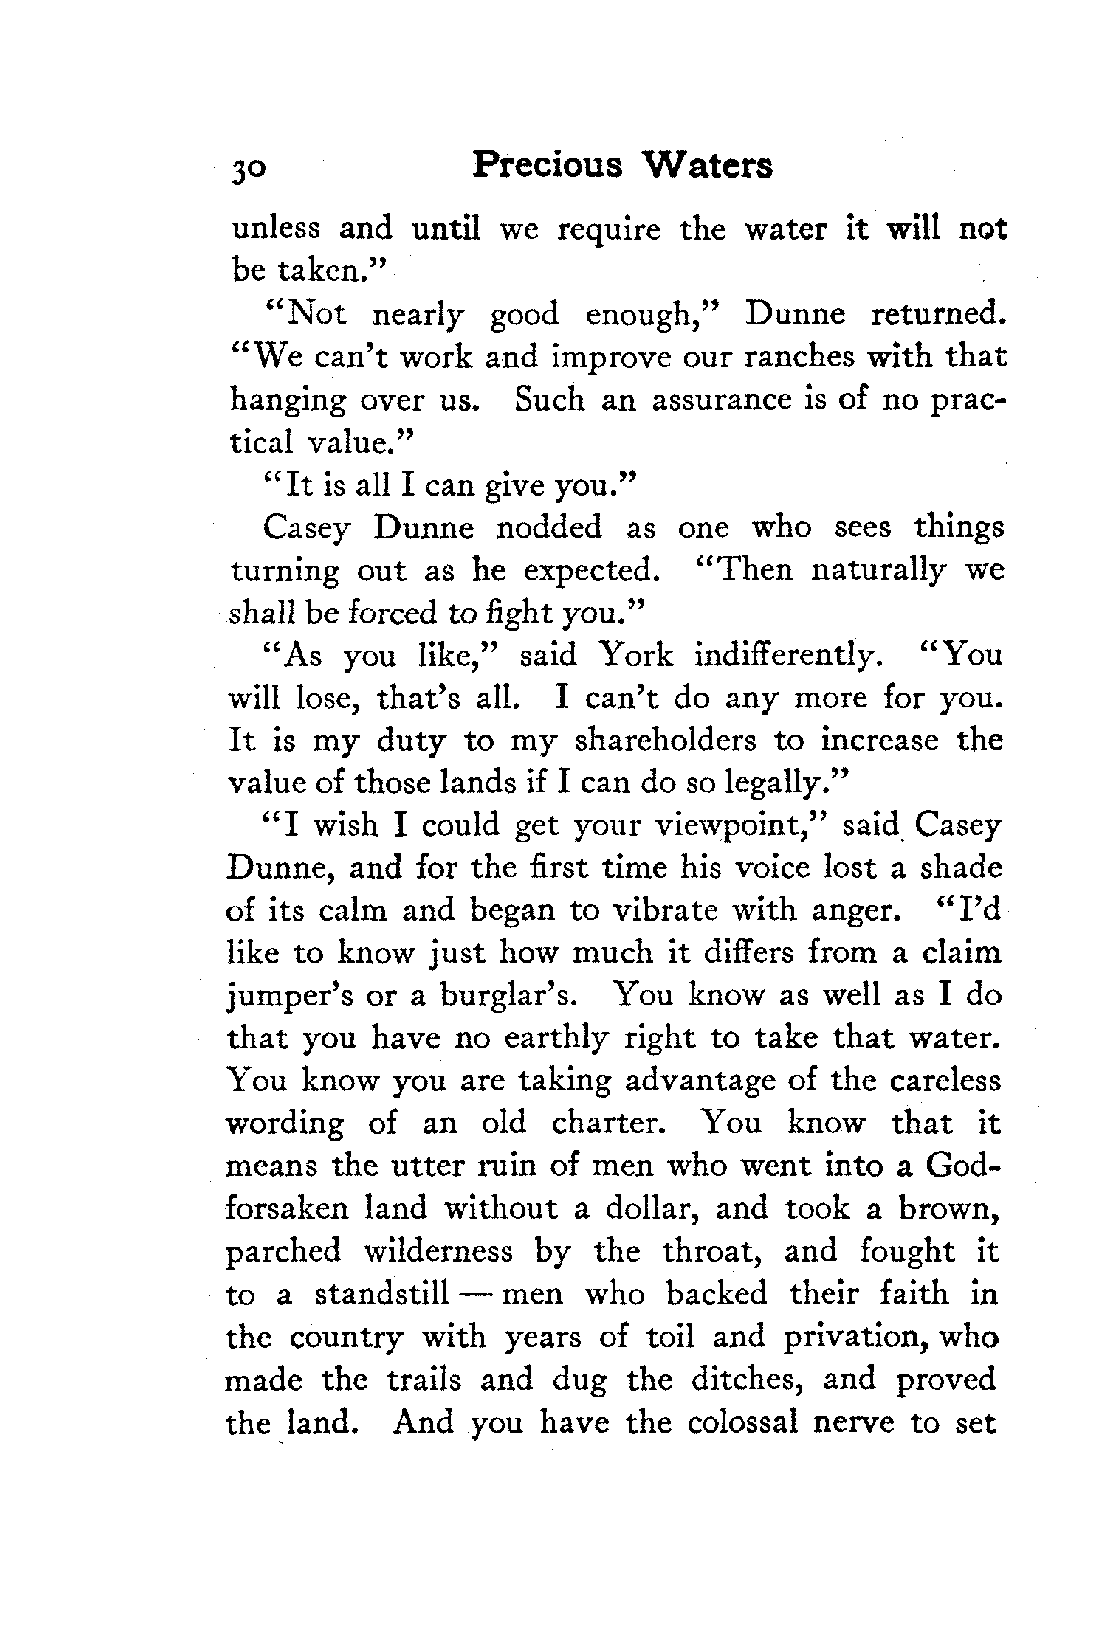 30 Precious Waters
unless and until we require the water it will not
be taken."
"Not nearly good enough," Dunne returned.
"We can't work and improve our ranches with that
hanging over us. Such an assurance is of no prac-
tical value."
"It is all I can give you."
Casey Dunne nodded as one who sees things
turning out as he expected. "Then naturally we
shall be forced to fight you."
"As you like," said York indifferently. "You
will lose, that's all. I can't do any more for you.
It is my duty to my shareholders to increase the
value of those lands if I can do so legally."
"I wish I could get your viewpoint," said Casey
Dunne, and for the first time his voice lost a shade
of its calm and began to vibrate with anger. "I'd
like to know just how much it differs from a claim
jumper's or a burglar's. You know as well as I do
that you have no earthly right to take that water.
You know you are taking advantage of the careless
wording of an old charter. You know that it
means the utter ruin of men who went into a God-
forsaken land without a dollar, and took a brown,
parched wilderness by the throat, and fought it
to a standstill — men who backed their faith in
the country with years of toil and privation, who
made the trails and dug the ditches, and proved
the land. And you have the colossal nerve to set